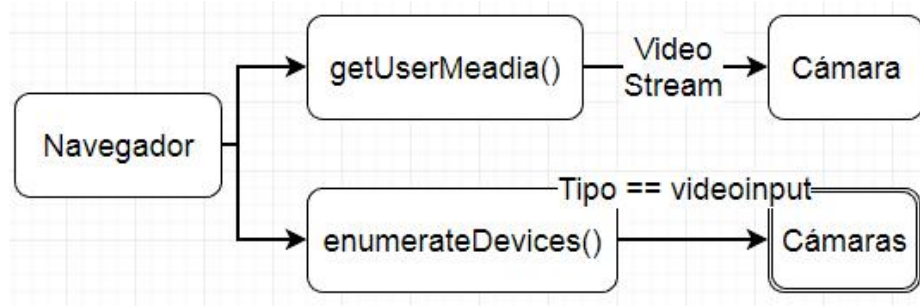 Navegador
getUserMeadia()
Video
Stream
Cámara
Tipo == videoinput
enumerateDevices()
Cámaras